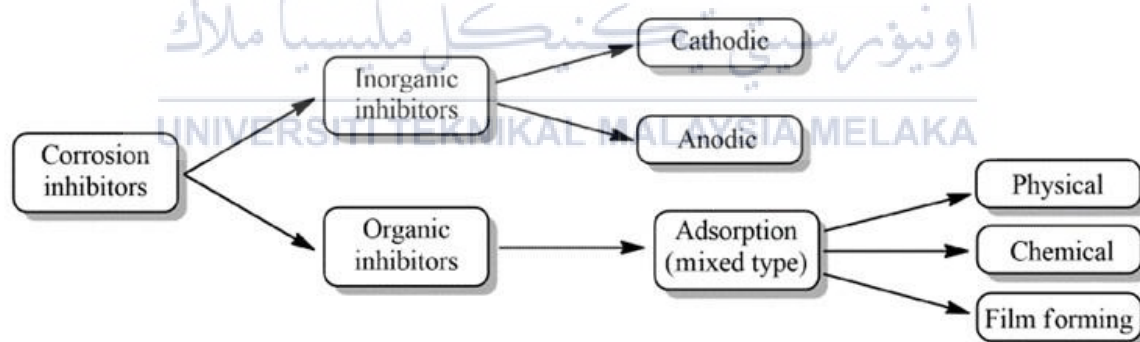 اونيۏرسيتي تيكنيكل مليسيا ملاك
UNIVERSITI TEKNIKAL MALAYSIA MELAKA
Corrosion
inhibitors
Inorganic
inhibitors
Cathodic
Anodic
Organic
inhibitors
Adsorption
(mixed type)
Physical
Chemical
Film forming